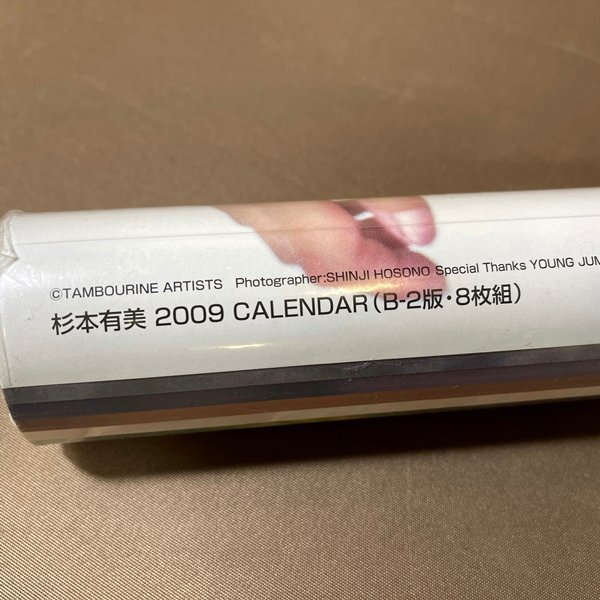 ©TAMBOURINE ARTISTS Photographer:SHINJI HOSONO Special Thanks YOUNG JUM
杉本有美 2009 CALENDAR(B-2版・8枚組)